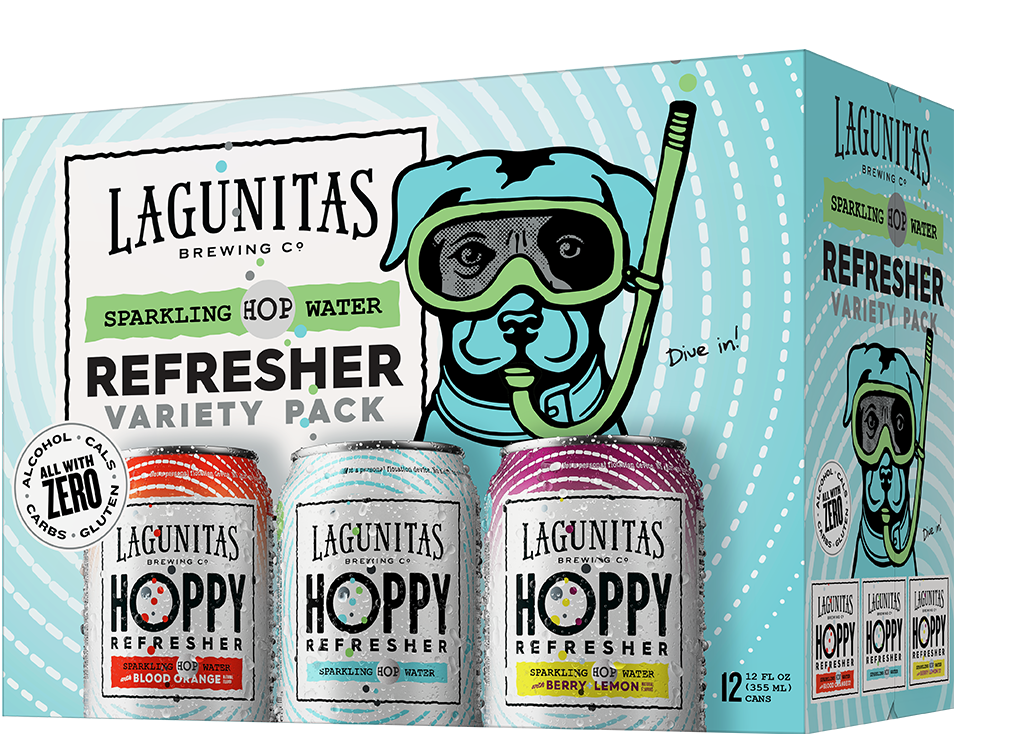 LAGUNITAS
BREWING Cº
SPARKLING HOP WATER
REFRESHER
VARIETY PACK
Dive in!
ALCOHOL • CALS
ALL WITH
ZERO
CARBS • GLUTEN
LAGUNITAS
BREWING Cº
HOPPY
REFRESHER
SPARKLING HOP WATER
BLOOD ORANGE
LAGUNITAS
BREWING Cº
HOPPY
REFRESHER
SPARKLING HOP WATER
LAGUNITAS
BREWING Cº
HOPPY
REFRESHER
SPARKLING HOP WATER
BERRY LEMON
12 12 FL OZ
(355 ML)
CANS
LAGUNITAS
BREWING Cº
SPARKLING HOP WATER
REFRESHER
VARIETY PACK
ALCOHOL • CALS
ALL WITH
ZERO
CARBS • GLUTEN
Dive in!
LAGUNITAS
HOPPY
REFRESHER
LAGUNITAS
HOPPY
REFRESHER
LAGUNITAS
HOPPY
REFRESHER